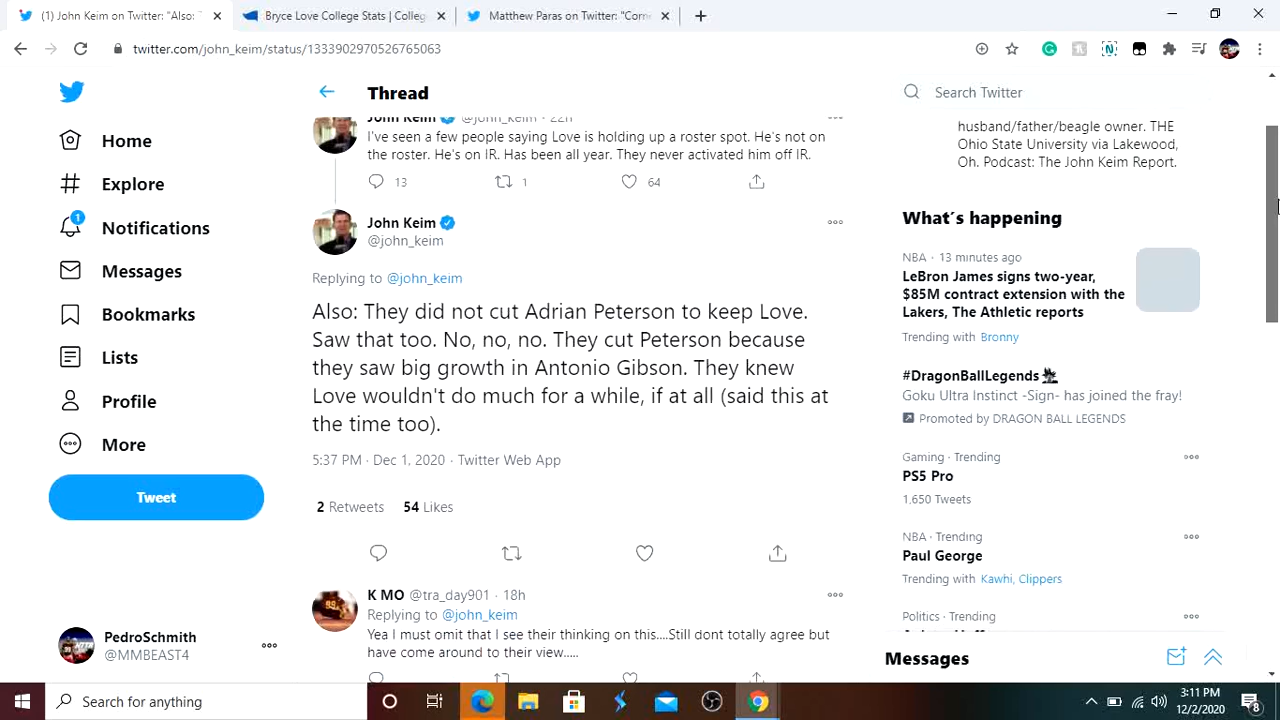 (1) John Keim on Twitter: "Also: T
Bryce Love College Stats | Colleg
Matthew Paras on Twitter: "Corn
twitter.com/john_keim/status/1333902970526765063
Home
Explore
1
Notifications
Messages
Bookmarks
Lists
Profile
More
Tweet
PedroSchmith
@MMBEAST4
Thread
John Keim @john_keim · 22h
I've seen a few people saying Love is holding up a roster spot. He's not on
the roster. He's on IR. Has been all year. They never activated him off IR.
13 1 64
John Keim
@john_keim
Replying to @john_keim
Also: They did not cut Adrian Peterson to keep Love.
Saw that too. No, no, no. They cut Peterson because
they saw big growth in Antonio Gibson. They knew
Love wouldn't do much for a while, if at all (said this at
the time too).
5:37 PM · Dec 1, 2020 · Twitter Web App
2 Retweets 54 Likes
K MO @tra_day901 · 18h
Replying to @john_keim
Yea I must omit that I see their thinking on this....Still dont totally agree but
have come around to their view.....
Search Twitter
husband/father/beagle owner. THE
Ohio State University via Lakewood,
Oh. Podcast: The John Keim Report.
What's happening
NBA · 13 minutes ago
LeBron James signs two-year,
$85M contract extension with the
Lakers, The Athletic reports
Trending with Bronny
#DragonBallLegends
Goku Ultra Instinct -Sign- has joined the fray!
Promoted by DRAGON BALL LEGENDS
Gaming · Trending
PS5 Pro
1,650 Tweets
NBA · Trending
Paul George
Trending with Kawhi, Clippers
Politics · Trending
Messages
Search for anything
3:11 PM
12/2/2020
8